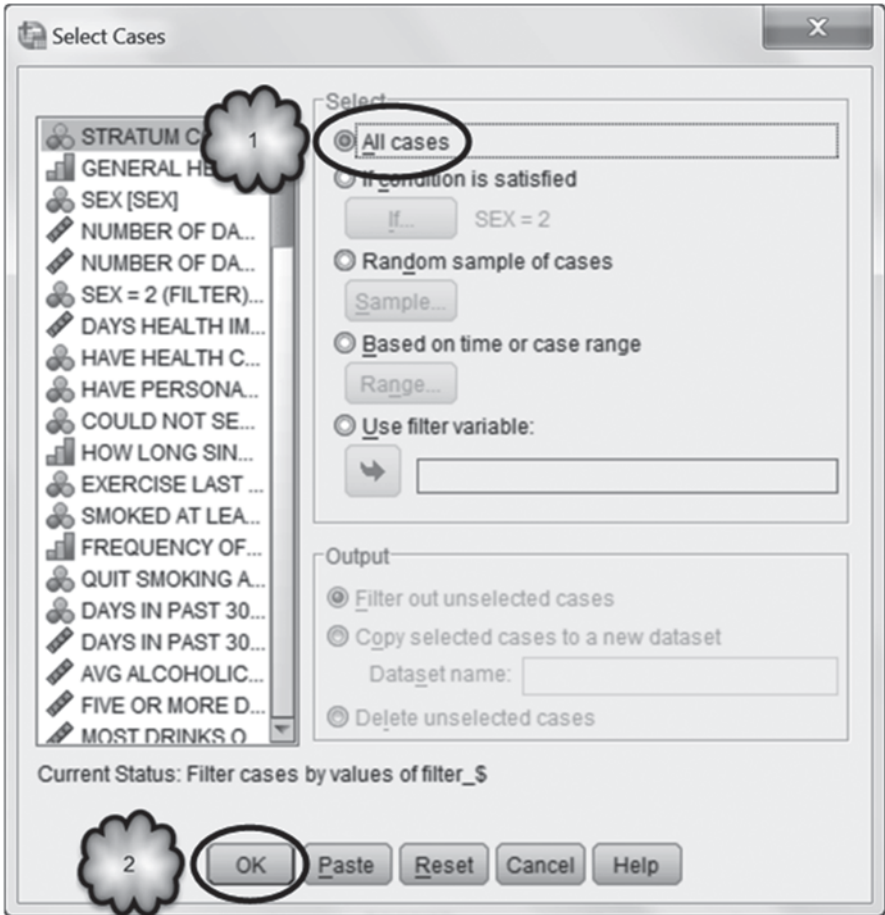 Select Cases
STRATUM C
GENERAL HE
SEX [SEX]
NUMBER OF DA...
NUMBER OF DA...
SEX = 2 (FILTER)...
DAYS HEALTH IM...
HAVE HEALTH C...
HAVE PERSONA...
COULD NOT SE...
HOW LONG SIN...
EXERCISE LAST ...
SMOKED AT LEA...
FREQUENCY OF...
QUIT SMOKING A...
DAYS IN PAST 30...
DAYS IN PAST 30...
AVG ALCOHOLIC...
FIVE OR MORE D...
MOST DRINKS O
1
Select
All cases
If condition is satisfied
If... SEX = 2
Random sample of cases
Sample...
Based on time or case range
Range...
Use filter variable:
Output
Filter out unselected cases
Copy selected cases to a new dataset
Dataset name:
Delete unselected cases
Current Status: Filter cases by values of filter_$
2
OK Paste Reset Cancel Help